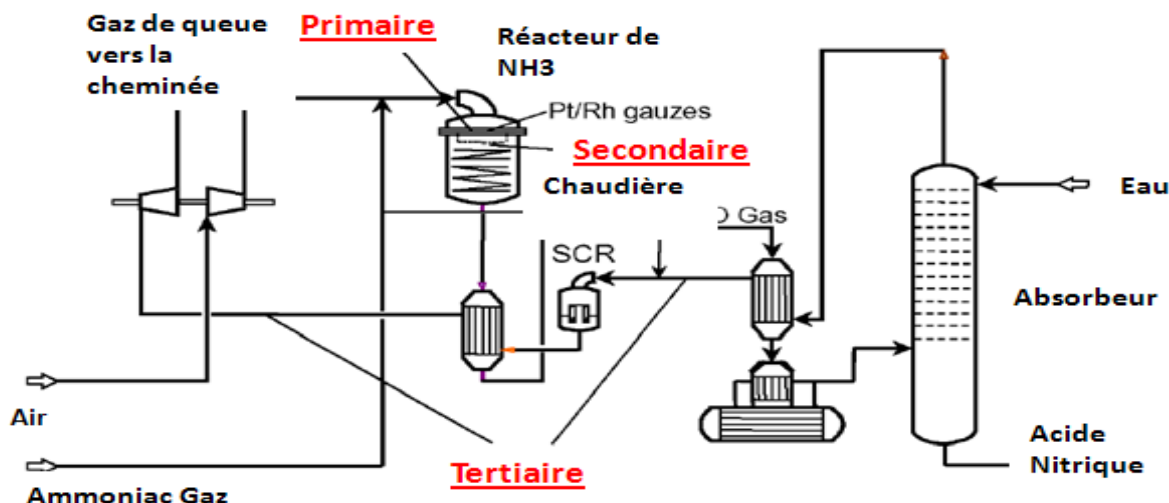 Gaz de queue
vers la
cheminée
Primaire
Réacteur de
NH3
Pt/Rh gauzes
Secondaire
Chaudière
Gas
SCR
Eau
Absorbeur
Air
Tertiaire
Acide
Nitrique
Ammoniac Gaz